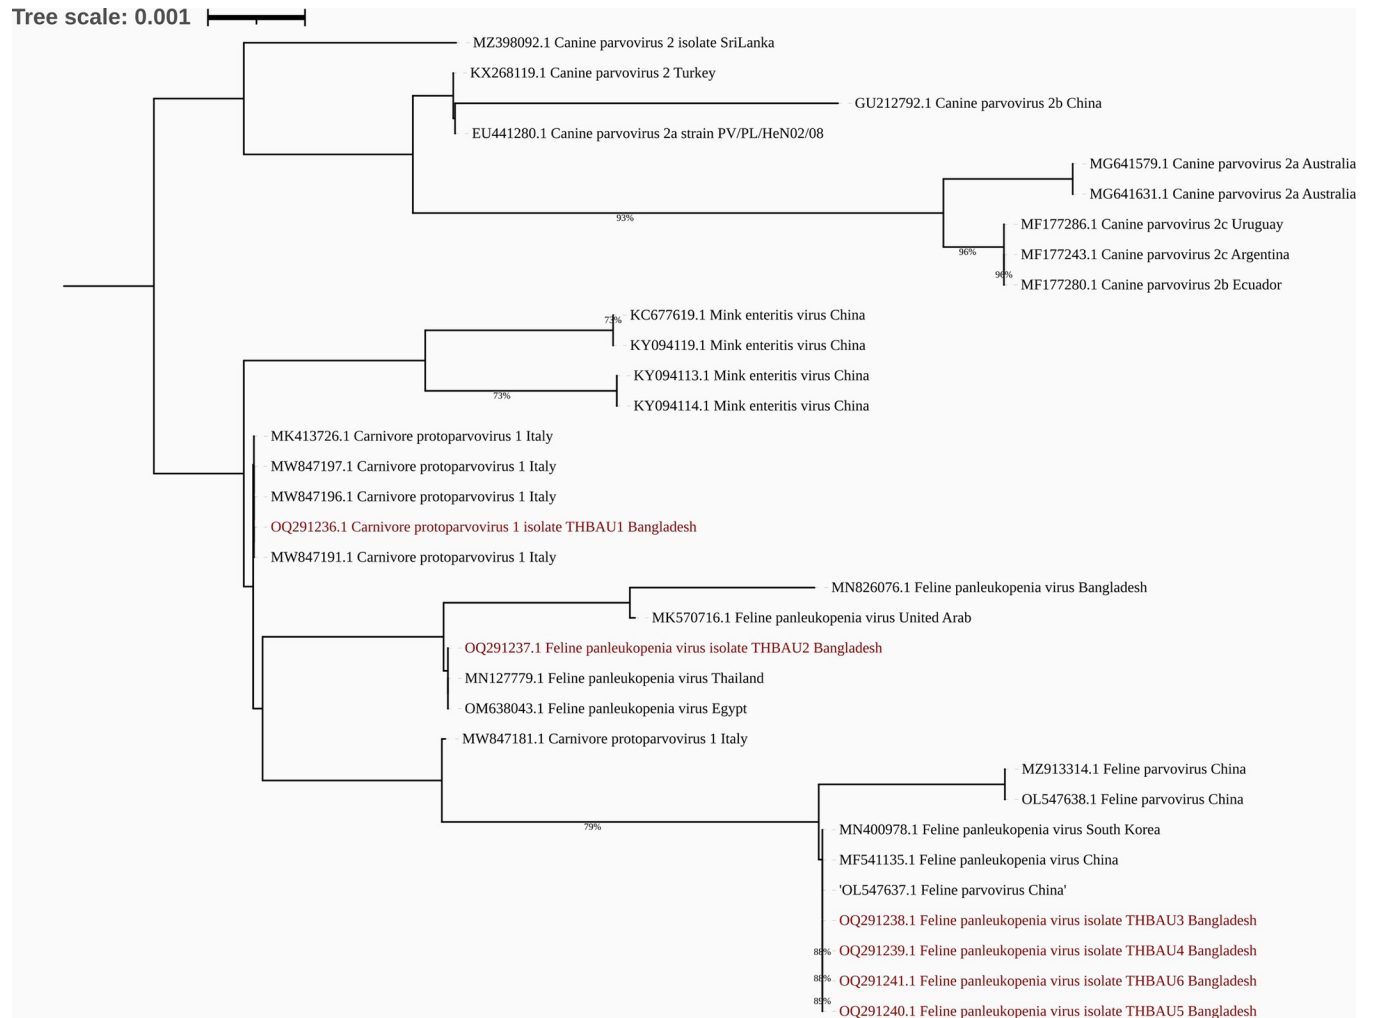 Tree scale: 0.001
MZ398092.1 Canine parvovirus 2 isolate SriLanka
KX268119.1 Canine parvovirus 2 Turkey
GU212792.1 Canine parvovirus 2b China
EU441280.1 Canine parvovirus 2a strain PV/PL/HeN02/08
MG641579.1 Canine parvovirus 2a Australia
MG641631.1 Canine parvovirus 2a Australia
93%
MF177286.1 Canine parvovirus 2c Uruguay
96%
MF177243.1 Canine parvovirus 2c Argentina
96%
MF177280.1 Canine parvovirus 2b Ecuador
73%
KC677619.1 Mink enteritis virus China
KY094119.1 Mink enteritis virus China
KY094113.1 Mink enteritis virus China
73%
KY094114.1 Mink enteritis virus China
MK413726.1 Carnivore protoparvovirus 1 Italy
MW847197.1 Carnivore protoparvovirus 1 Italy
MW847196.1 Carnivore protoparvovirus 1 Italy
OQ291236.1 Carnivore protoparvovirus 1 isolate THBAU1 Bangladesh
MW847191.1 Carnivore protoparvovirus 1 Italy
MN826076.1 Feline panleukopenia virus Bangladesh
MK570716.1 Feline panleukopenia virus United Arab
OQ291237.1 Feline panleukopenia virus isolate THBAU2 Bangladesh
MN127779.1 Feline panleukopenia virus Thailand
OM638043.1 Feline panleukopenia virus Egypt
MW847181.1 Carnivore protoparvovirus 1 Italy
MZ913314.1 Feline parvovirus China
OL547638.1 Feline parvovirus China
79%
MN400978.1 Feline panleukopenia virus South Korea
MF541135.1 Feline panleukopenia virus China
'OL547637.1 Feline parvovirus China'
OQ291238.1 Feline panleukopenia virus isolate THBAU3 Bangladesh
88%
OQ291239.1 Feline panleukopenia virus isolate THBAU4 Bangladesh
88%
OQ291241.1 Feline panleukopenia virus isolate THBAU6 Bangladesh
89%
OQ291240.1 Feline panleukopenia virus isolate THBAU5 Bangladesh